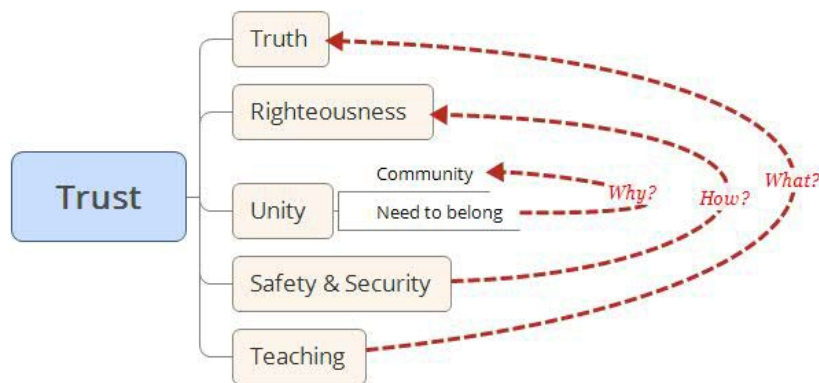 Truth
Righteousness
Community
What?
Why?
How?
Trust
Unity
Need to belong
Safety & Security
Teaching